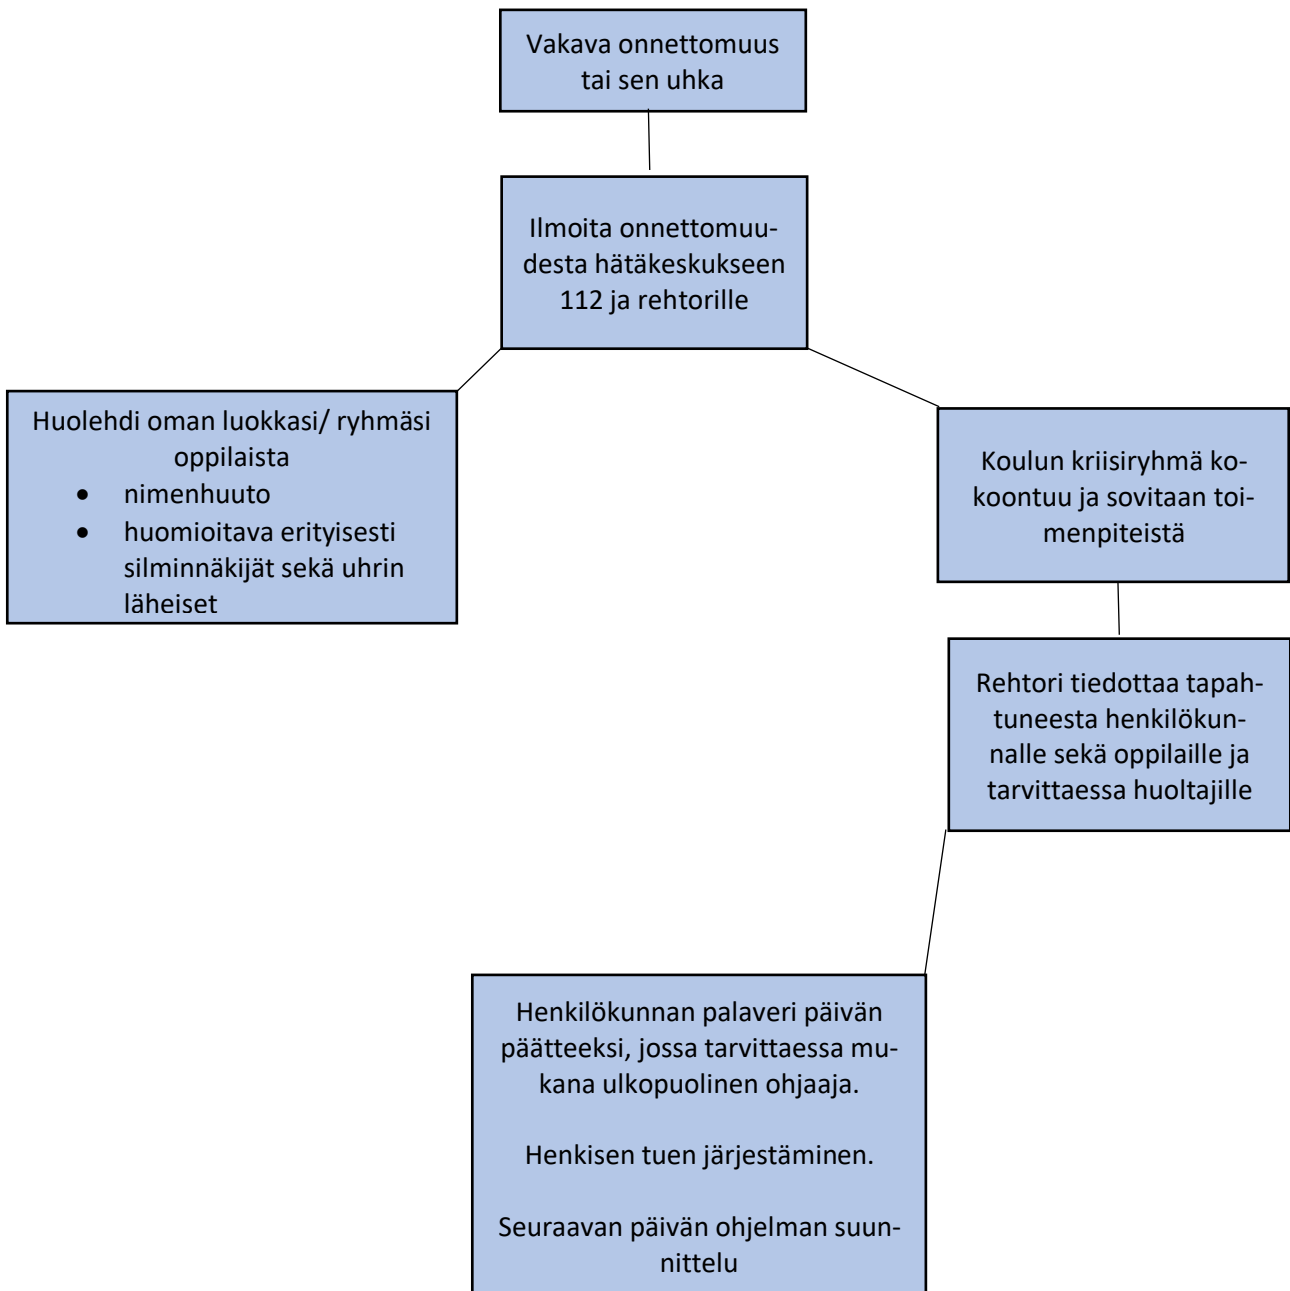 Vakava onnettomuus
tai sen uhka
Ilmoita onnettomuu-
desta hätäkeskukseen
112 ja rehtorille
Huolehdi oman luokkasi/ ryhmäsi
oppilaista
• nimenhuuto
• huomioitava erityisesti
silminnäkijät sekä uhrin
läheiset
Koulun kriisiryhmä ko-
koontuu ja sovitaan toi-
menpiteistä
Rehtori tiedottaa tapah-
tuneesta henkilökun-
nalle sekä oppilaille ja
tarvittaessa huoltajille
Henkilökunnan palaveri päivän
päätteeksi, jossa tarvittaessa mu-
kana ulkopuolinen ohjaaja.
Henkisen tuen järjestäminen.
Seuraavan päivän ohjelman suun-
nittelu